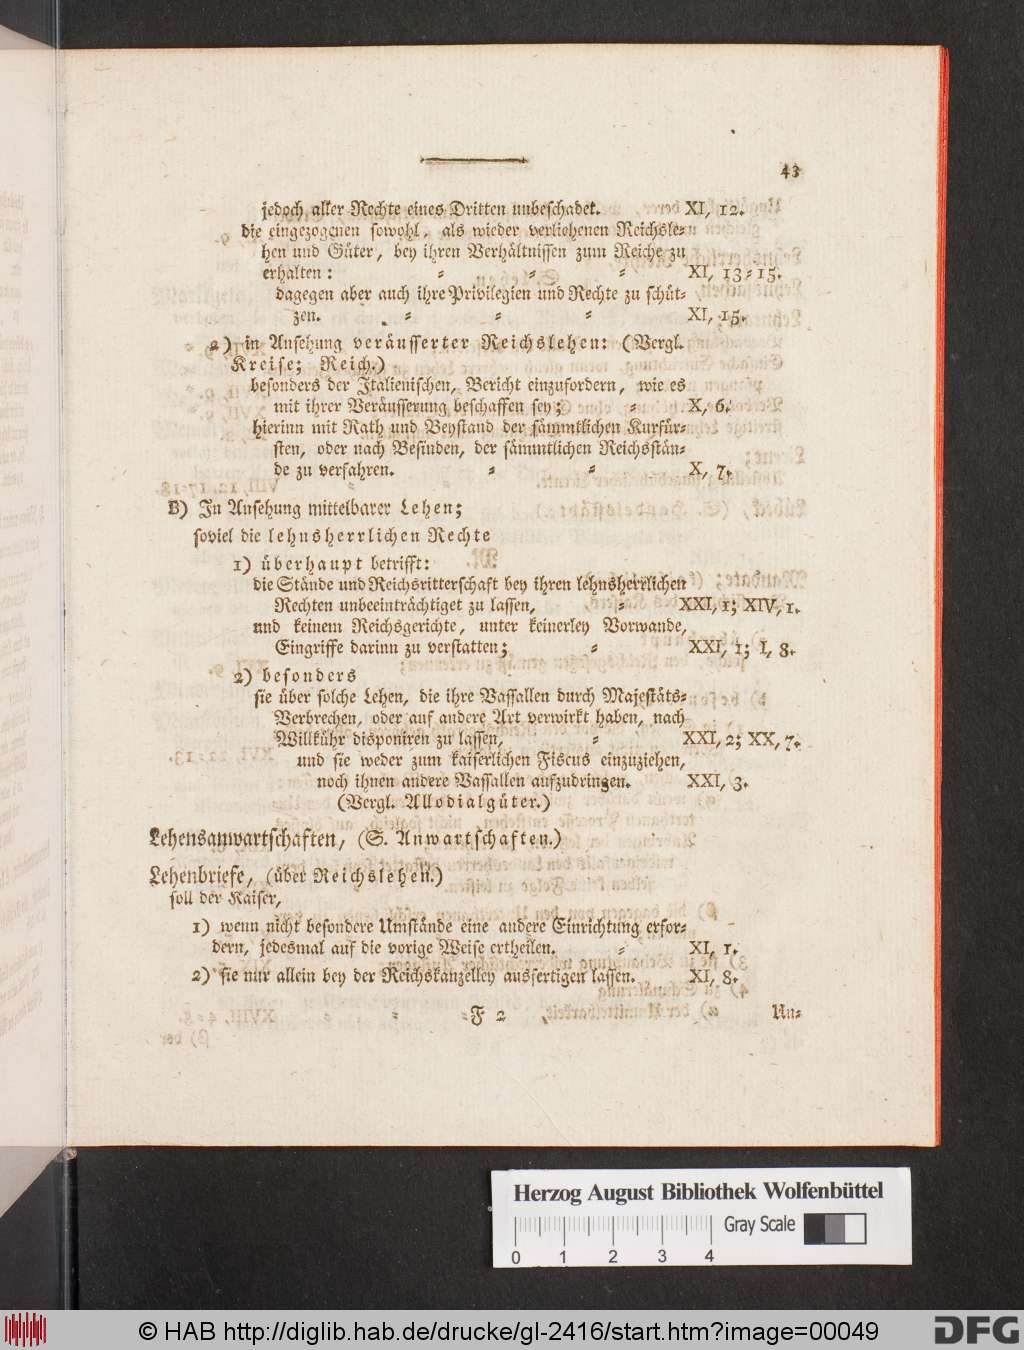 43
jedoch aller Rechte eines Dritten unbeschadet. XI, 12.
die eingezogenen sowohl, als wieder verliehenen Reichsle-
hen und Güter, bey ihren Verhältnissen zum Reiche zu
erhalten: - - - XI, 13-15.
dagegen aber auch ihre Privilegien und Rechte zu schüt-
zen. - - - XI, 15.
2) in Ansehung veräusserter Reichslehen: (Vergl.
Kreise; Reich.)
besonders der Italienischen, Bericht einzufordern, wie es
mit ihrer Veräusserung beschaffen sey; - X, 6.
hierinn mit Rath und Beystand der sämmtlichen Kurfür-
sten, oder nach Befinden, der sämmtlichen Reichsstän-
de zu verfahren. - - X, 7.
B) In Ansehung mittelbarer Lehen;
soviel die lehnsherrlichen Rechte
1) überhaupt betrifft:
die Stände und Reichsritterschaft bey ihren lehnsherrlichen
Rechten unbeeinträchtiget zu lassen, - XXI, 1; XIV, 1.
und keinem Reichsgerichte, unter keinerley Vorwande,
Eingriffe darinn zu verstatten; - XXI, 1; I, 8.
2) besonders
sie über solche Lehen, die ihre Vassallen durch Majestäts-
Verbrechen, oder auf andere Art verwirkt haben, nach
Willkühr disponiren zu lassen, - XXI, 2; XX, 7.
und sie weder zum kaiserlichen Fiscus einzuziehen,
noch ihnen andere Vassallen aufzudringen. XXI, 3.
(Vergl. Allodialgüter.)
Lehensanwartschaften, (S. Anwartschaften.)
Lehenbriefe, (über Reichslehen.)
soll der Kaiser,
1) wenn nicht besondere Umstände eine andere Einrichtung erfor-
dern, jedesmal auf die vorige Weise ertheilen. - XI, 1.
2) sie nur allein bey der Reichskanzelley ausfertigen lassen. XI, 8.
F 2 Un-
Herzog August Bibliothek Wolfenbüttel
Gray Scale
0 1 2 3 4
© HAB http://diglib.hab.de/drucke/gl-2416/start.htm?image=00049
DFG